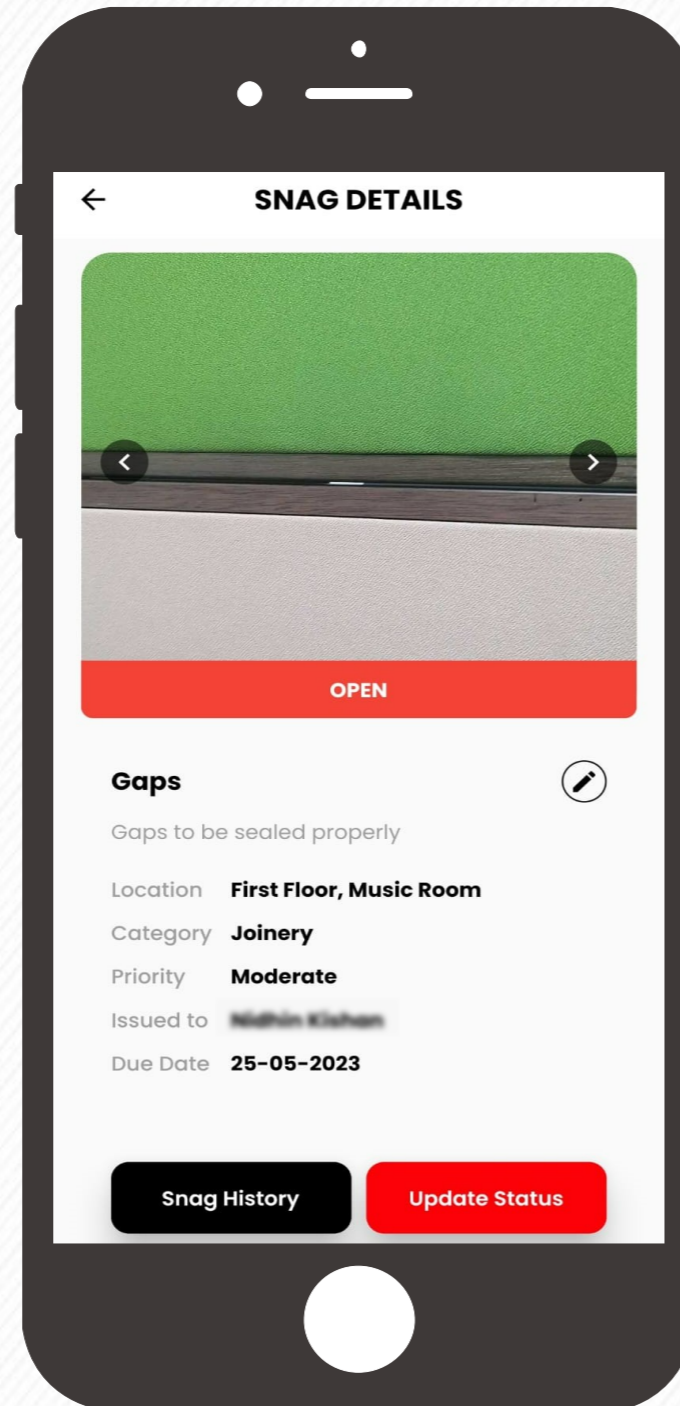 SNAG DETAILS
OPEN
Gaps
Gaps to be sealed properly
Location First Floor, Music Room
Category Joinery
Priority Moderate
Issued to
Due Date 25-05-2023
Snag History Update Status